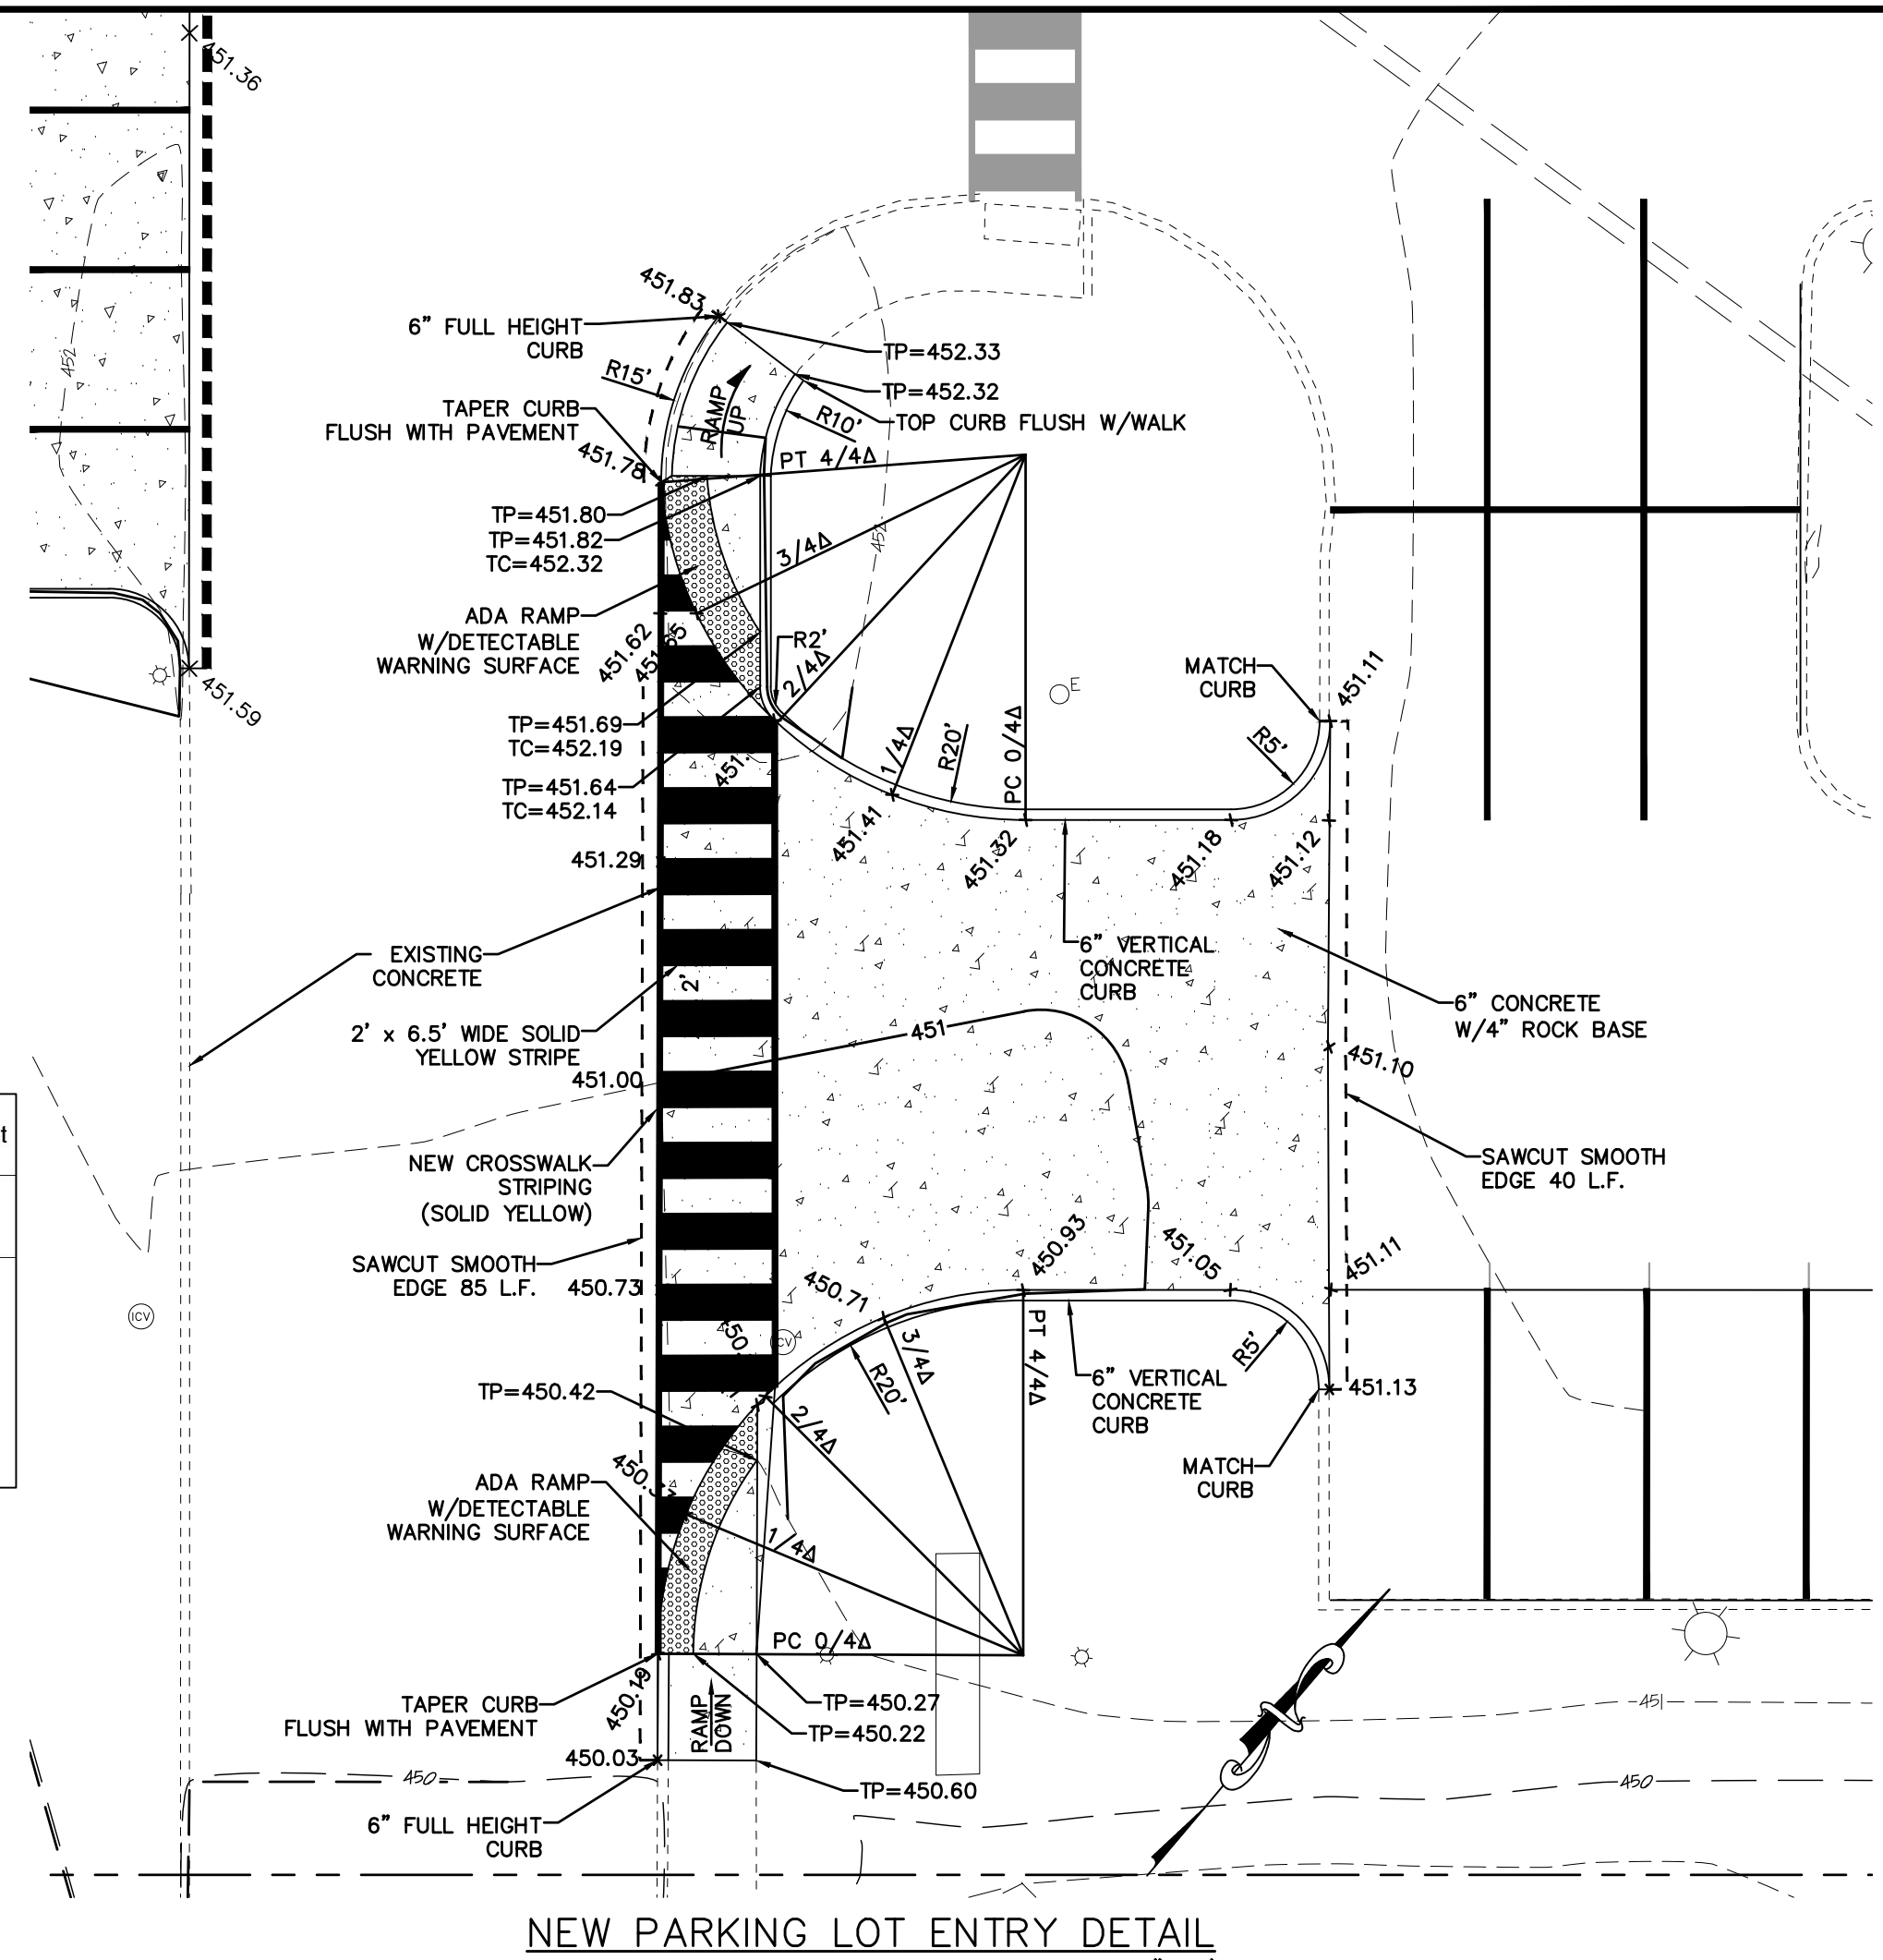 451.36
451.83
6" FULL HEIGHT
CURB
TP=452.33
R15'
TP=452.32
452
RAMP
UP
R10'
TOP CURB FLUSH W/WALK
TAPER CURB
FLUSH WITH PAVEMENT
451.78
PT 4/4Δ
TP=451.80
TP=451.82
TC=452.32
3/4Δ
452
ADA RAMP
W/DETECTABLE
WARNING SURFACE
451.62
R2'
2/4Δ
E
MATCH
CURB
451.11
451.59
TP=451.69
TC=452.19
TP=451.64
TC=452.14
451.
1/4Δ
R20'
PC 0/4Δ
R5'
451.41
451.32
451.18
451.12
451.29
EXISTING
CONCRETE
6" VERTICAL
CONCRETE
CURB
2'
6" CONCRETE
W/4" ROCK BASE
2' x 6.5' WIDE SOLID
YELLOW STRIPE
451
451.00
451.10
t
NEW CROSSWALK
STRIPING
(SOLID YELLOW)
SAWCUT SMOOTH
EDGE 40 L.F.
SAWCUT SMOOTH
EDGE 85 L.F.
450.73
450.71
450.93
451.05
451.11
ICV
3/4Δ
PT 4/4Δ
R20'
R5'
6" VERTICAL
CONCRETE
CURB
451.13
TP=450.42
2/4Δ
MATCH
CURB
ADA RAMP
W/DETECTABLE
WARNING SURFACE
1/4Δ
PC 0/4Δ
450.19
TAPER CURB
FLUSH WITH PAVEMENT
RAMP
DOWN
TP=450.27
TP=450.22
451
450.03
450
TP=450.60
450
6" FULL HEIGHT
CURB
NEW PARKING LOT ENTRY DETAIL